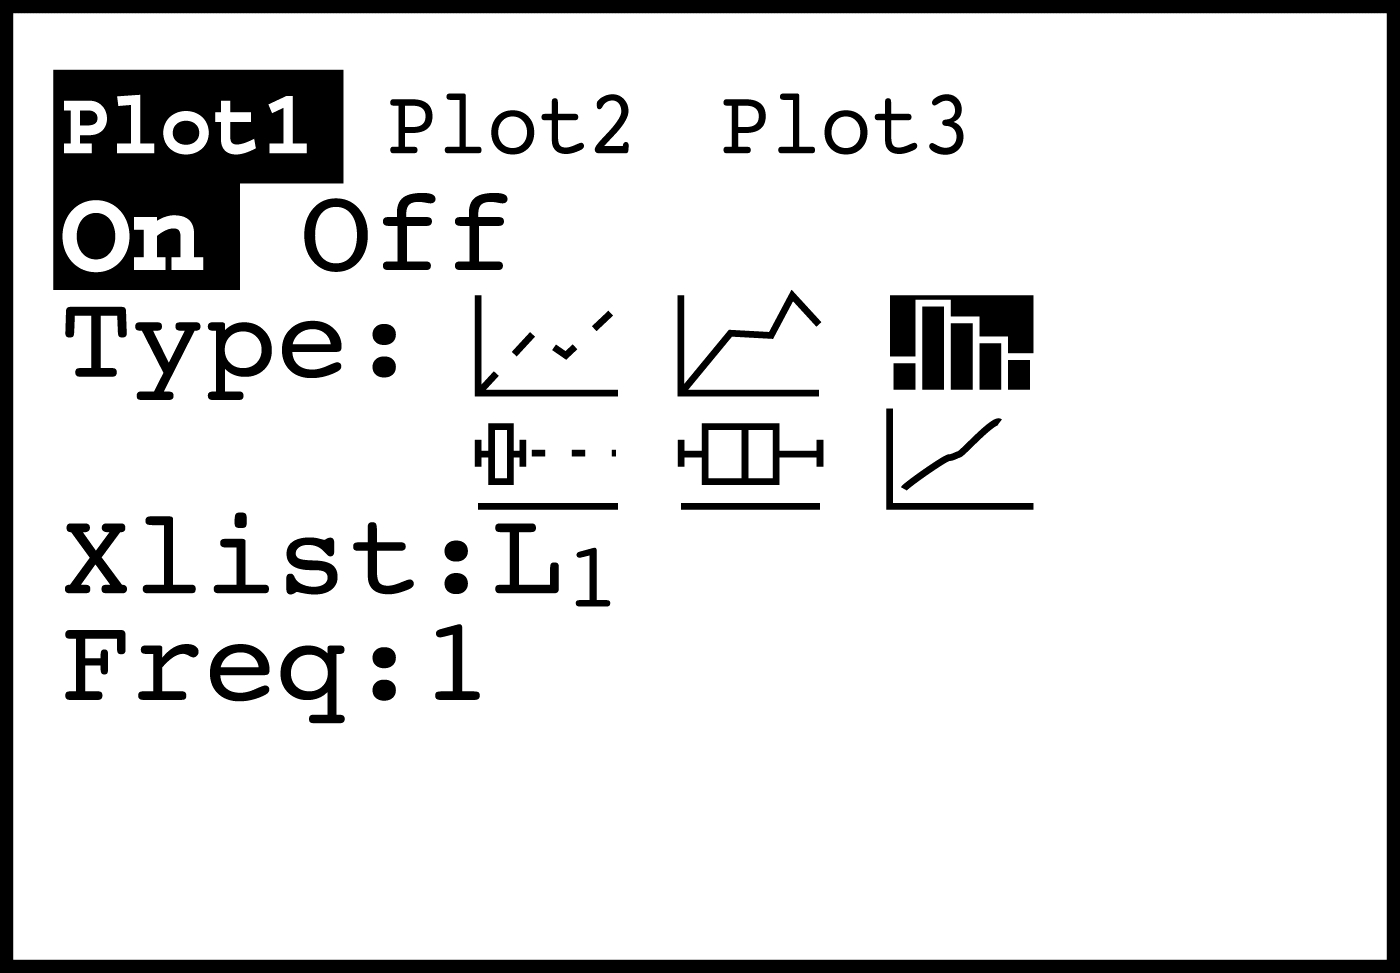 Plot1 Plot2 Plot3
On Off
Type:
Xlist:L₁
Freq:1